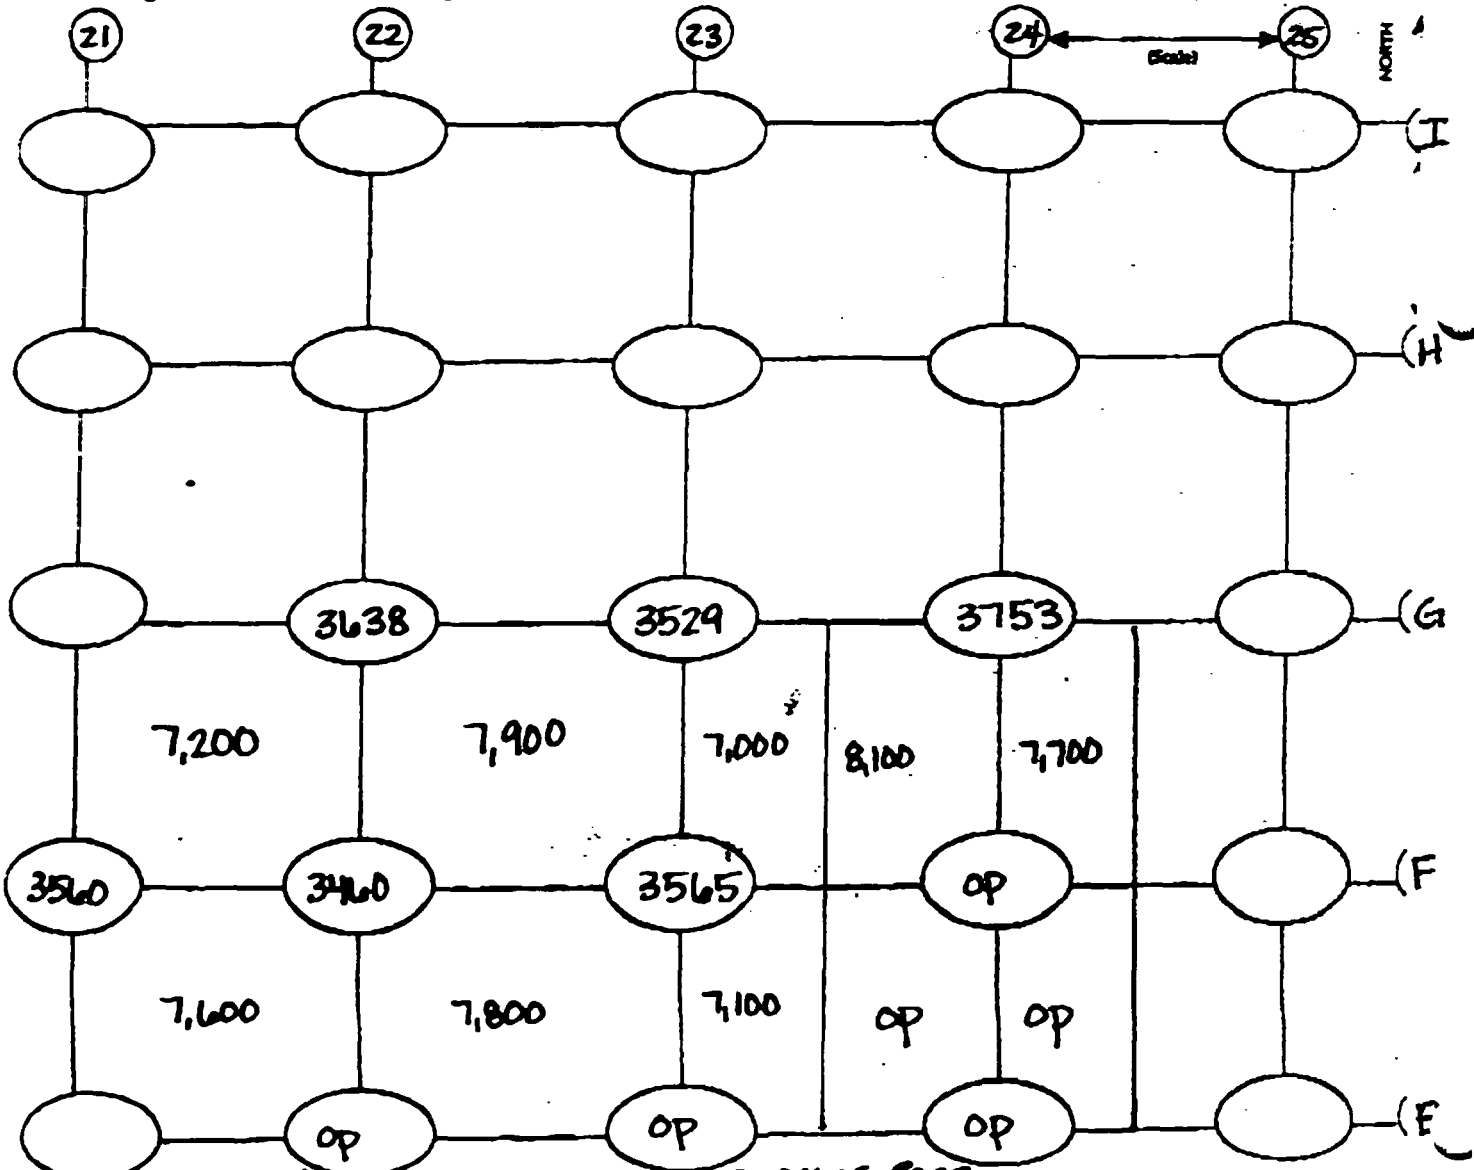 21 22 23 24 25
(Scale)
NORTH
I
H
3638 3529 3753 G
7,200 7,900 7,000 8,100 7,700
3560 3460 3565 OP F
7,600 7,800 7,100 OP OP
OP OP OP E